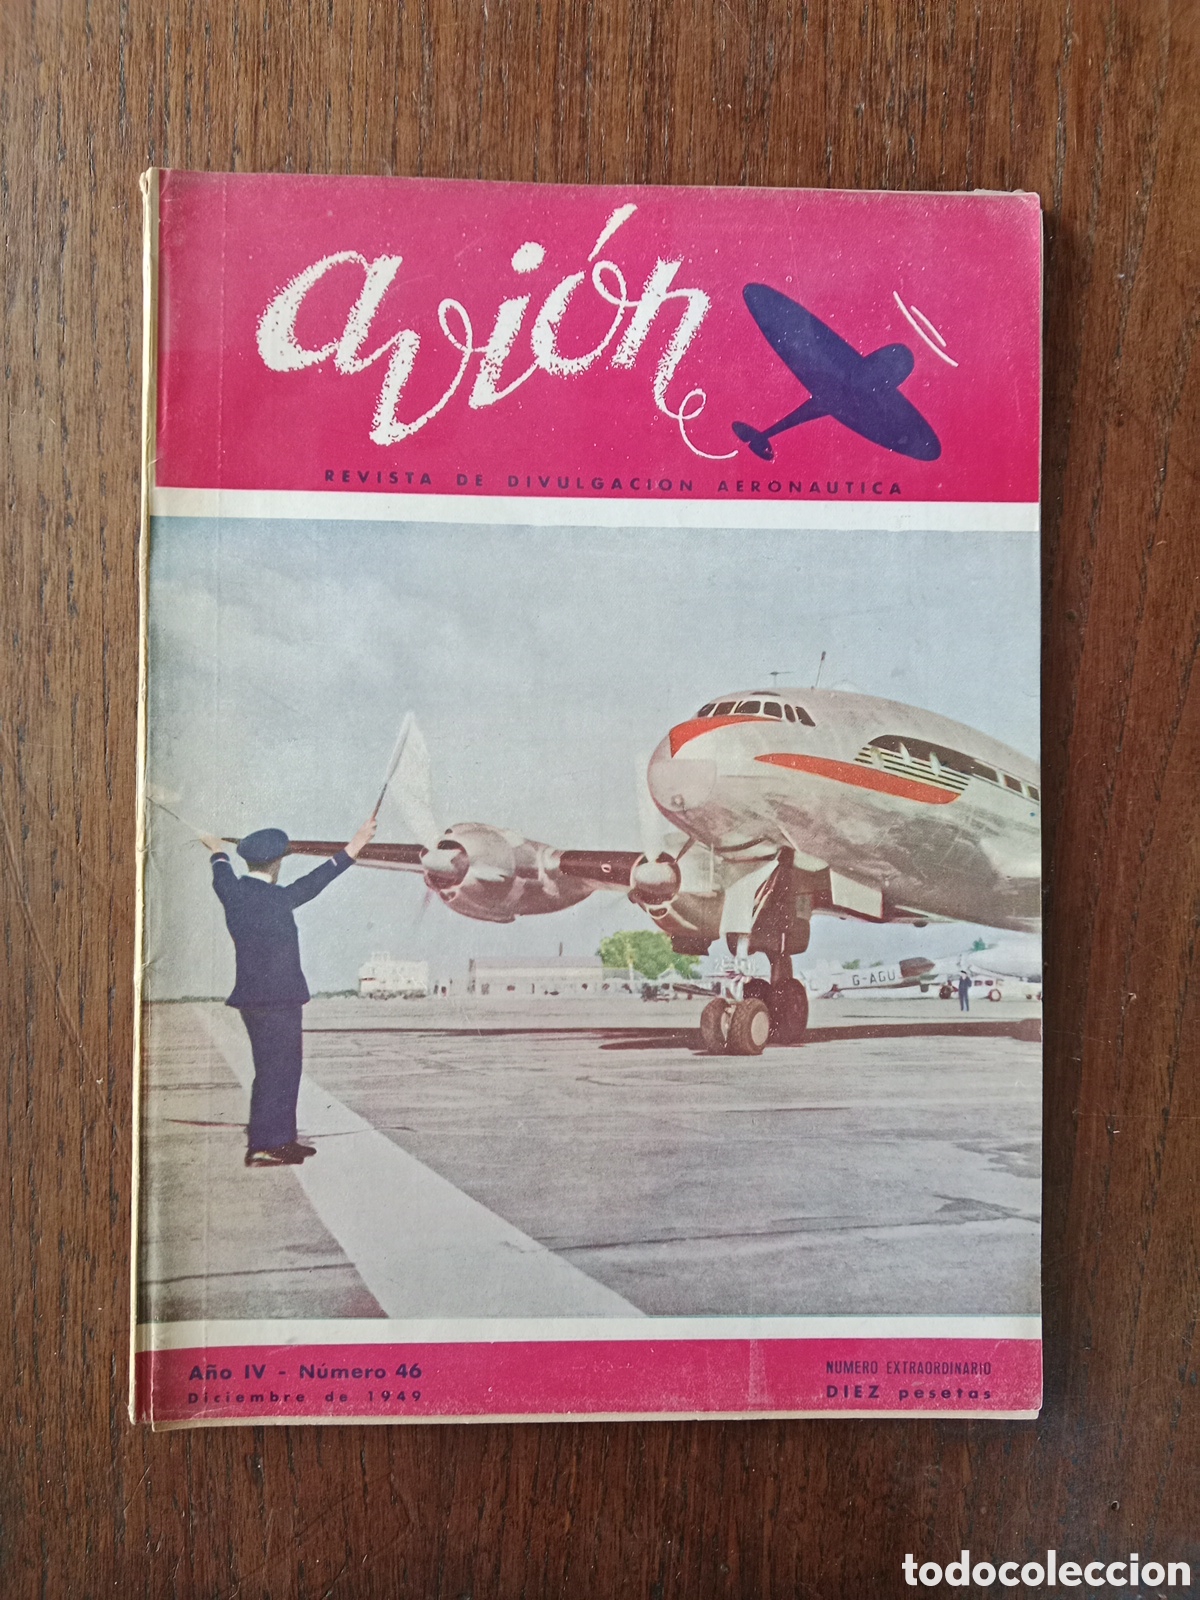 avión
REVISTA DE DIVULGACION AERONAUTICA
G-AGU
Año IV - Número 46
Diciembre de 1949
NUMERO EXTRAORDINARIO
DIEZ pesetas
todocoleccion